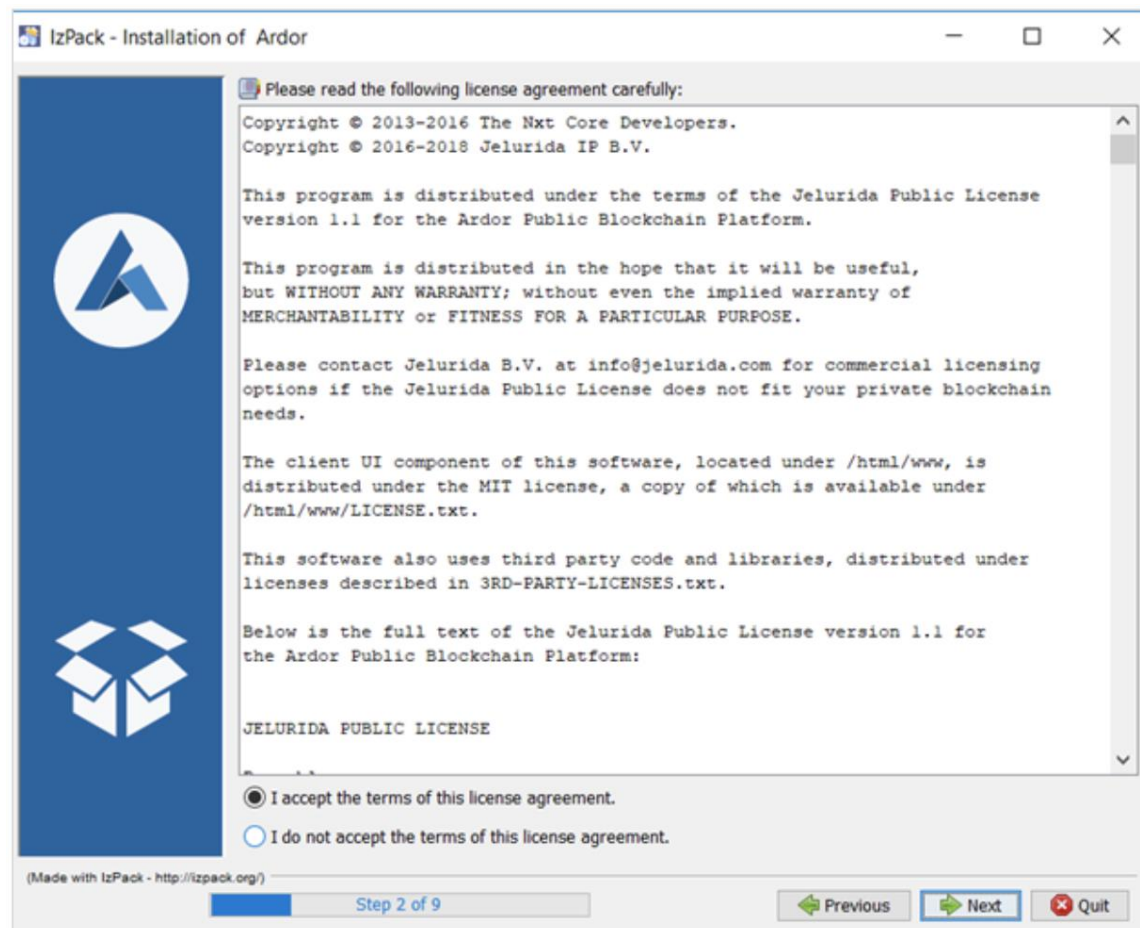 IzPack - Installation of  Ardor
Please read the following license agreement carefully:
Copyright © 2013-2016 The Nxt Core Developers.
Copyright © 2016-2018 Jelurida IP B.V.
This program is distributed under the terms of the Jelurida Public License
version 1.1 for the Ardor Public Blockchain Platform.
This program is distributed in the hope that it will be useful,
but WITHOUT ANY WARRANTY; without even the implied warranty of
MERCHANTABILITY or FITNESS FOR A PARTICULAR PURPOSE.
Please contact Jelurida B.V. at info@jelurida.com for commercial licensing
options if the Jelurida Public License does not fit your private blockchain
needs.
The client UI component of this software, located under /html/www, is
distributed under the MIT license, a copy of which is available under
/html/www/LICENSE.txt.
This software also uses third party code and libraries, distributed under
licenses described in 3RD-PARTY-LICENSES.txt.
Below is the full text of the Jelurida Public License version 1.1 for
the Ardor Public Blockchain Platform:
JELURIDA PUBLIC LICENSE
I accept the terms of this license agreement.
I do not accept the terms of this license agreement.
(Made with IzPack - http://izpack.org/)
Step 2 of 9
Previous
Next
Quit